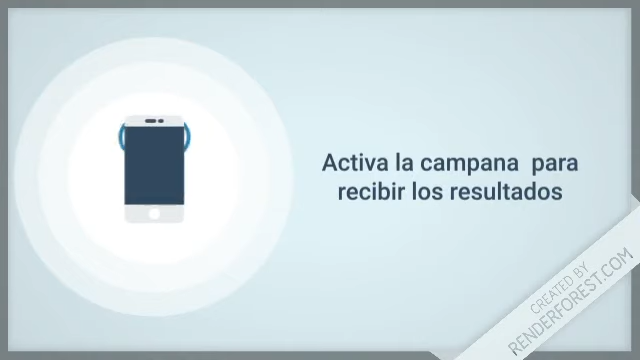 Activa la campana  para
recibir los resultados
CREATED BY
RENDERFOREST.COM